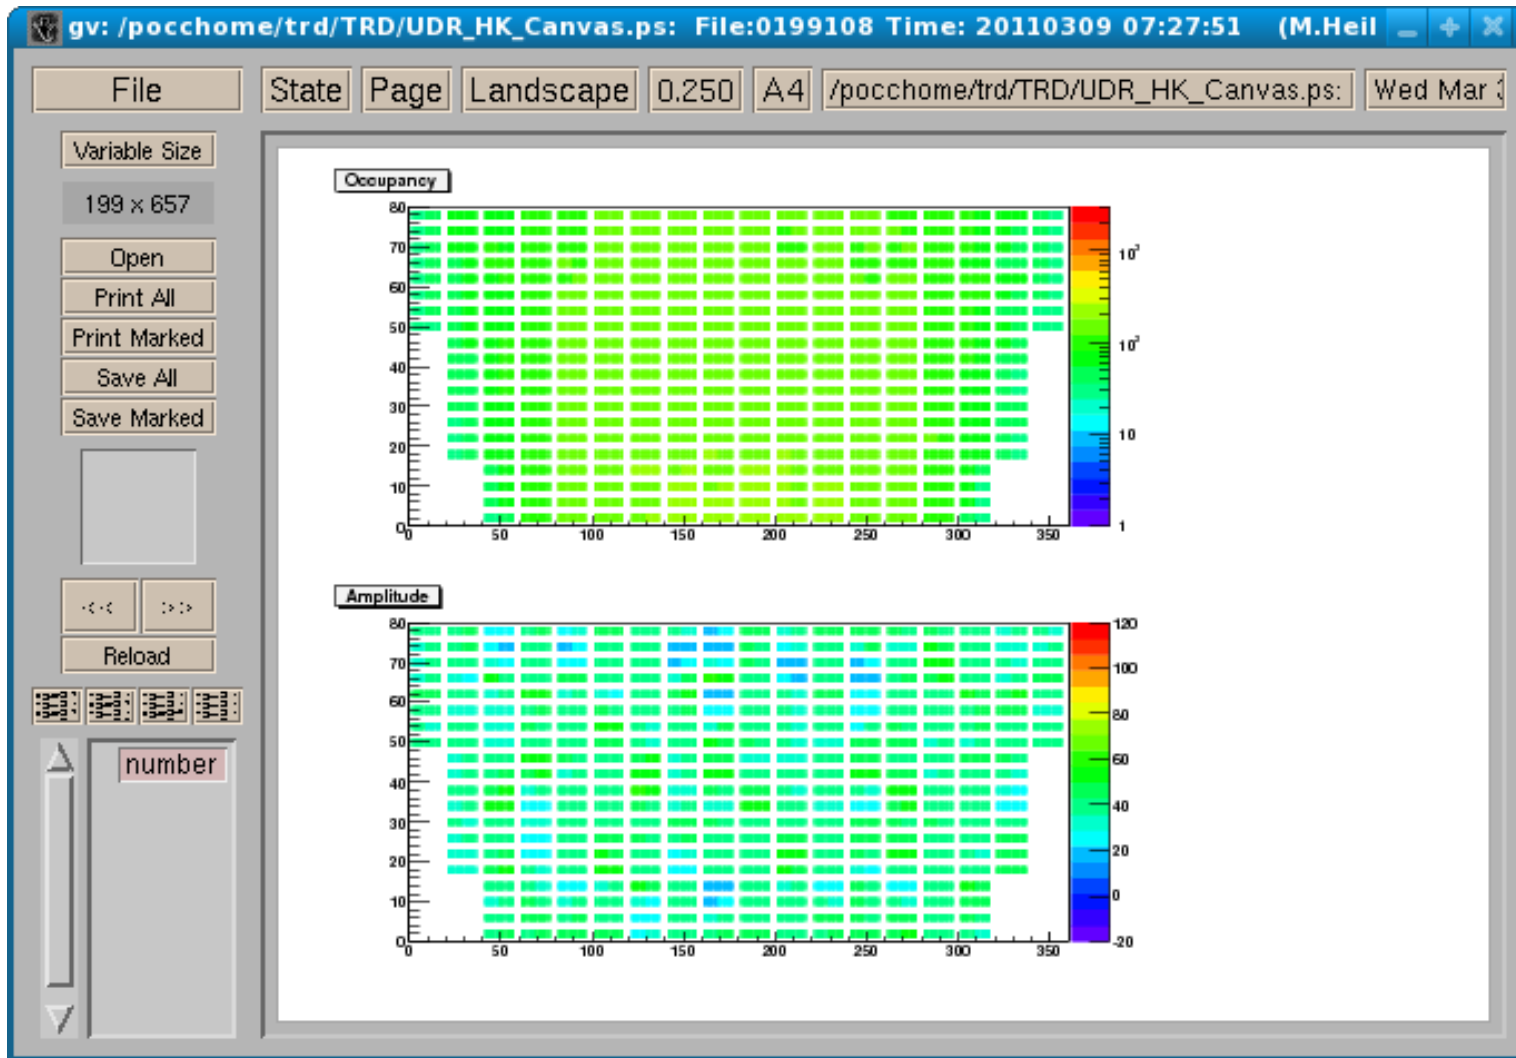 gv: /pocchome/trd/TRD/UDR_HK_Canvas.ps: File:0199108 Time: 20110309 07:27:51 (M.Heil
File State Page Landscape 0.250 A4 /pocchome/trd/TRD/UDR_HK_Canvas.ps: Wed Mar
Variable Size
199 x 657
Open
Print All
Print Marked
Save All
Save Marked
<< >>
Reload
number
Occupancy
80
70
60
50
40
30
20
10
0
0 50 100 150 200 250 300 350
10³
10²
10
1
Amplitude
80
70
60
50
40
30
20
10
0
0 50 100 150 200 250 300 350
120
100
80
60
40
20
0
-20